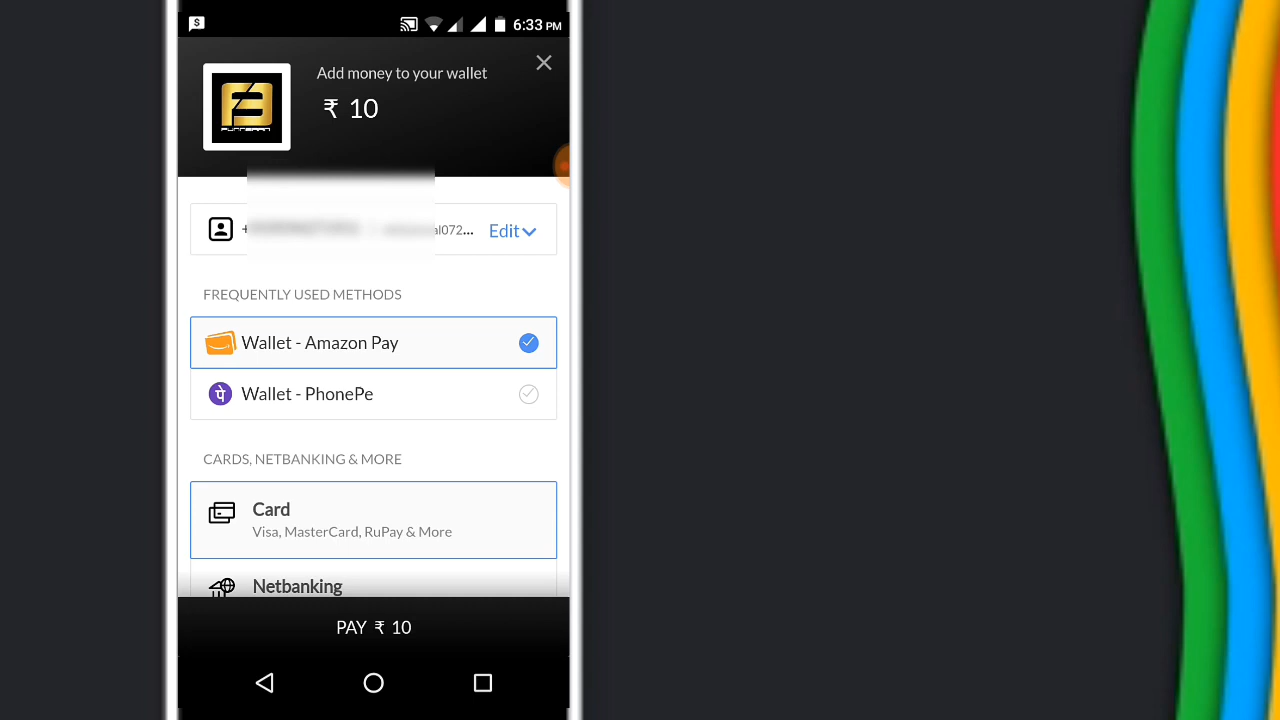 6:33 PM
Add money to your wallet
₹ 10
al072... Edit
FREQUENTLY USED METHODS
Wallet - Amazon Pay
पे Wallet - PhonePe
CARDS, NETBANKING & MORE
Card
Visa, MasterCard, RuPay & More
Netbanking
PAY ₹ 10